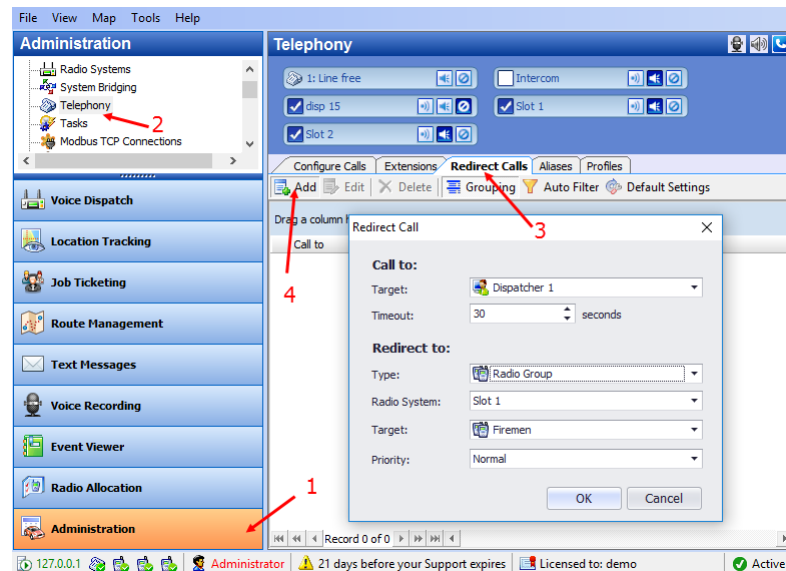 File View Map Tools Help
Administration
Radio Systems
System Bridging
Telephony
Tasks
Modbus TCP Connections
2
Voice Dispatch
Location Tracking
Job Ticketing
Route Management
Text Messages
Voice Recording
Event Viewer
Radio Allocation
1
Administration
Telephony
1: Line free
Intercom
disp 15
Slot 1
Slot 2
Configure Calls Extensions Redirect Calls Aliases Profiles
Add Edit Delete Grouping Auto Filter Default Settings
3
Drag a column
Call to
4
Redirect Call
Call to:
Target: Dispatcher 1
Timeout: 30 seconds
Redirect to:
Type: Radio Group
Radio System: Slot 1
Target: Firemen
Priority: Normal
OK Cancel
Record 0 of 0
127.0.0.1 Administrator 21 days before your Support expires Licensed to: demo Active